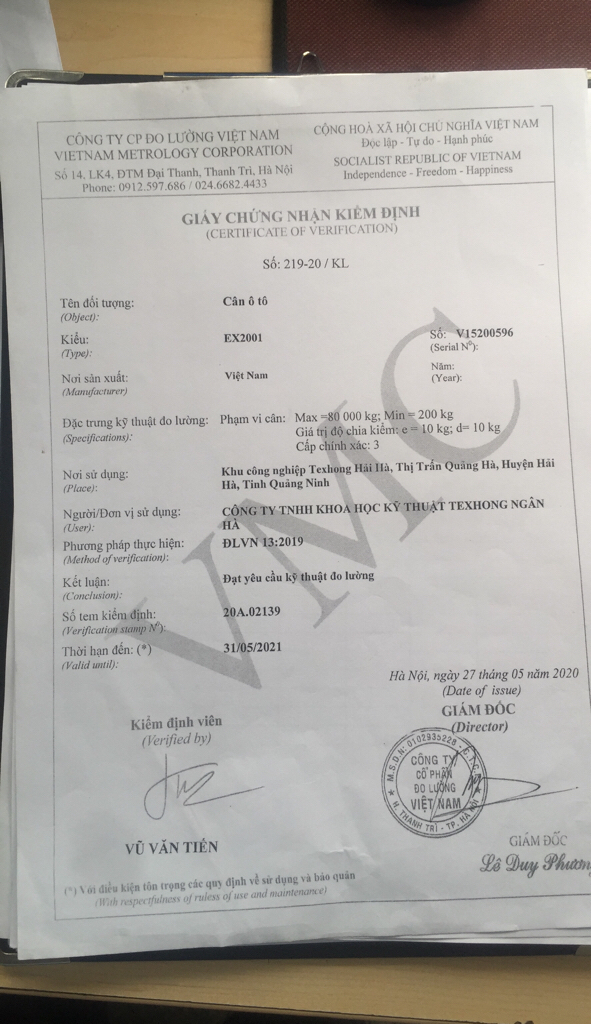 CÔNG TY CP ĐO LƯỜNG VIỆT NAM
VIETNAM METROLOGY CORPORATION
Số 14, LK4, ĐTM Đại Thanh, Thanh Trì, Hà Nội
Phone: 0912.597.686 / 024.6682.4433
CỘNG HOÀ XÃ HỘI CHỦ NGHĨA VIỆT NAM
Độc lập - Tự do - Hạnh phúc
SOCIALIST REPUBLIC OF VIETNAM
Independence - Freedom - Happiness
GIẤY CHỨNG NHẬN KIỂM ĐỊNH
(CERTIFICATE OF VERIFICATION)
Số: 219-20 / KL
Tên đối tượng: Cân ô tô
(Object):
Kiểu: EX2001 Số: V15200596
(Type): (Serial Nº):
Nơi sản xuất: Việt Nam Năm:
(Manufacturer) (Year):
Đặc trưng kỹ thuật đo lường: Phạm vi cân: Max =80 000 kg; Min = 200 kg
(Specifications): Giá trị độ chia kiểm: e = 10 kg; d= 10 kg
Cấp chính xác: 3
Nơi sử dụng: Khu công nghiệp Texhong Hải Hà, Thị Trấn Quảng Hà, Huyện Hải
(Place): Hà, Tỉnh Quảng Ninh
Người/Đơn vị sử dụng: CÔNG TY TNHH KHOA HỌC KỸ THUẬT TEXHONG NGÂN
(User): HÀ
Phương pháp thực hiện: ĐLVN 13:2019
(Method of verification):
Kết luận: Đạt yêu cầu kỹ thuật đo lường
(Conclusion):
Số tem kiểm định: 20A.02139
(Verification stamp Nº):
Thời hạn đến: (*) 31/05/2021
(Valid until):
VMC
Hà Nội, ngày 27 tháng 05 năm 2020
(Date of issue)
Kiểm định viên
(Verified by)
GIÁM ĐỐC
(Director)
M.S.D.N: 0102935228 - C.T.C.P
CÔNG TY
CỔ PHẦN
ĐO LƯỜNG
VIỆT NAM
H. THANH TRÌ - TP. HÀ NỘI
VŨ VĂN TIẾN
GIÁM ĐỐC
Lê Duy Phương
(*) Với điều kiện tôn trọng các quy định về sử dụng và bảo quản
(With respectfulness of ruless of use and maintenance)